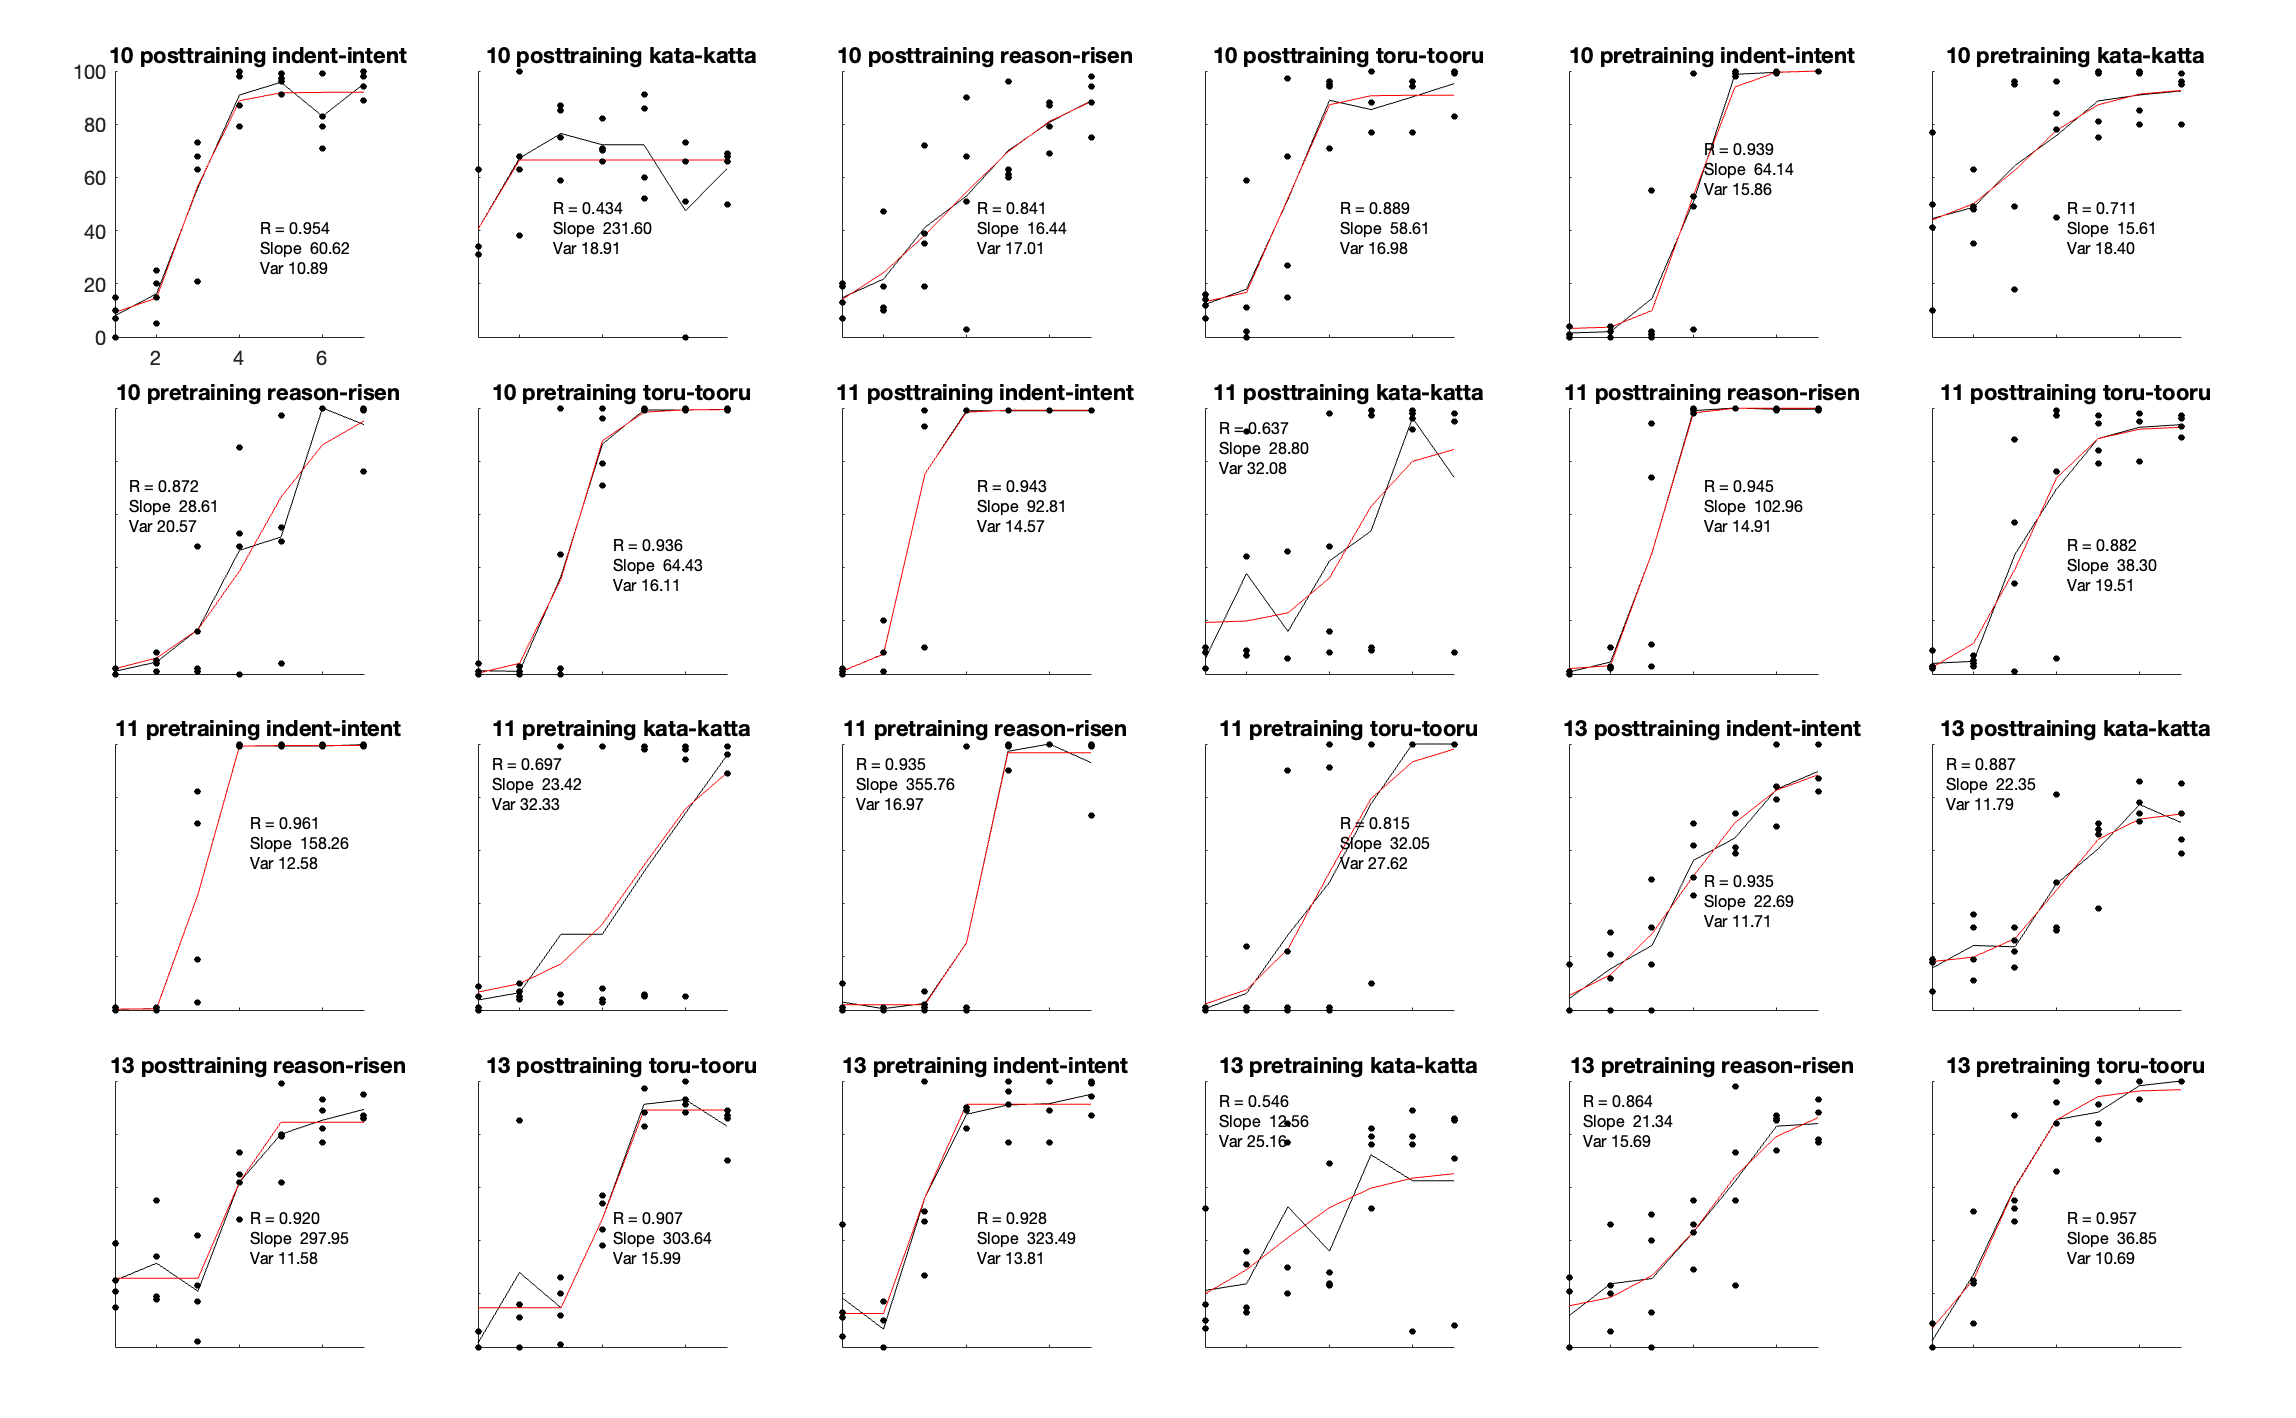 10 posttraining indent-intent
100
80
60
40
20
0
2 4 6
R = 0.954
Slope 60.62
Var 10.89
10 posttraining kata-katta
R = 0.434
Slope 231.60
Var 18.91
10 posttraining reason-risen
R = 0.841
Slope 16.44
Var 17.01
10 posttraining toru-tooru
R = 0.889
Slope 58.61
Var 16.98
10 pretraining indent-intent
R = 0.939
Slope 64.14
Var 15.86
10 pretraining kata-katta
R = 0.711
Slope 15.61
Var 18.40
10 pretraining reason-risen
R = 0.872
Slope 28.61
Var 20.57
10 pretraining toru-tooru
R = 0.936
Slope 64.43
Var 16.11
11 posttraining indent-intent
R = 0.943
Slope 92.81
Var 14.57
11 posttraining kata-katta
R = 0.637
Slope 28.80
Var 32.08
11 posttraining reason-risen
R = 0.945
Slope 102.96
Var 14.91
11 posttraining toru-tooru
R = 0.882
Slope 38.30
Var 19.51
11 pretraining indent-intent
R = 0.961
Slope 158.26
Var 12.58
11 pretraining kata-katta
R = 0.697
Slope 23.42
Var 32.33
11 pretraining reason-risen
R = 0.935
Slope 355.76
Var 16.97
11 pretraining toru-tooru
R = 0.815
Slope 32.05
Var 27.62
13 posttraining indent-intent
R = 0.935
Slope 22.69
Var 11.71
13 posttraining kata-katta
R = 0.887
Slope 22.35
Var 11.79
13 posttraining reason-risen
R = 0.920
Slope 297.95
Var 11.58
13 posttraining toru-tooru
R = 0.907
Slope 303.64
Var 15.99
13 pretraining indent-intent
R = 0.928
Slope 323.49
Var 13.81
13 pretraining kata-katta
R = 0.546
Slope 12.56
Var 25.16
13 pretraining reason-risen
R = 0.864
Slope 21.34
Var 15.69
13 pretraining toru-tooru
R = 0.957
Slope 36.85
Var 10.69